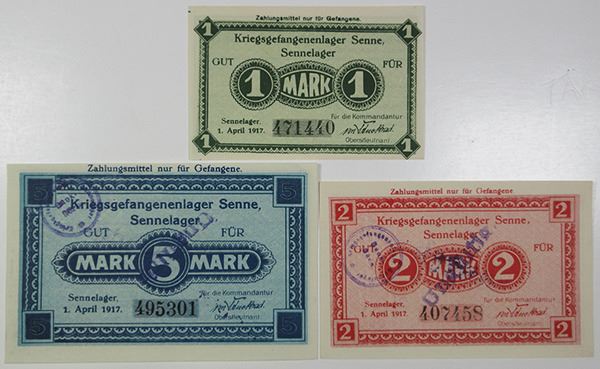 Zahlungsmittel nur für Gefangene.
1 1
Kriegsgefangenenlager Senne,
Sennelager
GUT FÜR
1 MARK 1
Für die Kommandantur
Sennelager,
1. April 1917. 471440
Oberstleutnant
1 1
Zahlungsmittel nur für Gefangene.
5 5
Kriegsgefangenenlager Senne,
Sennelager
GUT FÜR
MARK 5 MARK
Für die Kommandantur
Sennelager,
1. April 1917. 495301
Oberstleutnant
5 5
Zahlungsmittel nur für Gefangene
2 2
Kriegsgefangenenlager Senne,
Sennelager
GUT FÜR
2 MARK 2
Für die Kommandantur
Sennelager,
1. April 1917. 407458
Oberstleutnant
2 2